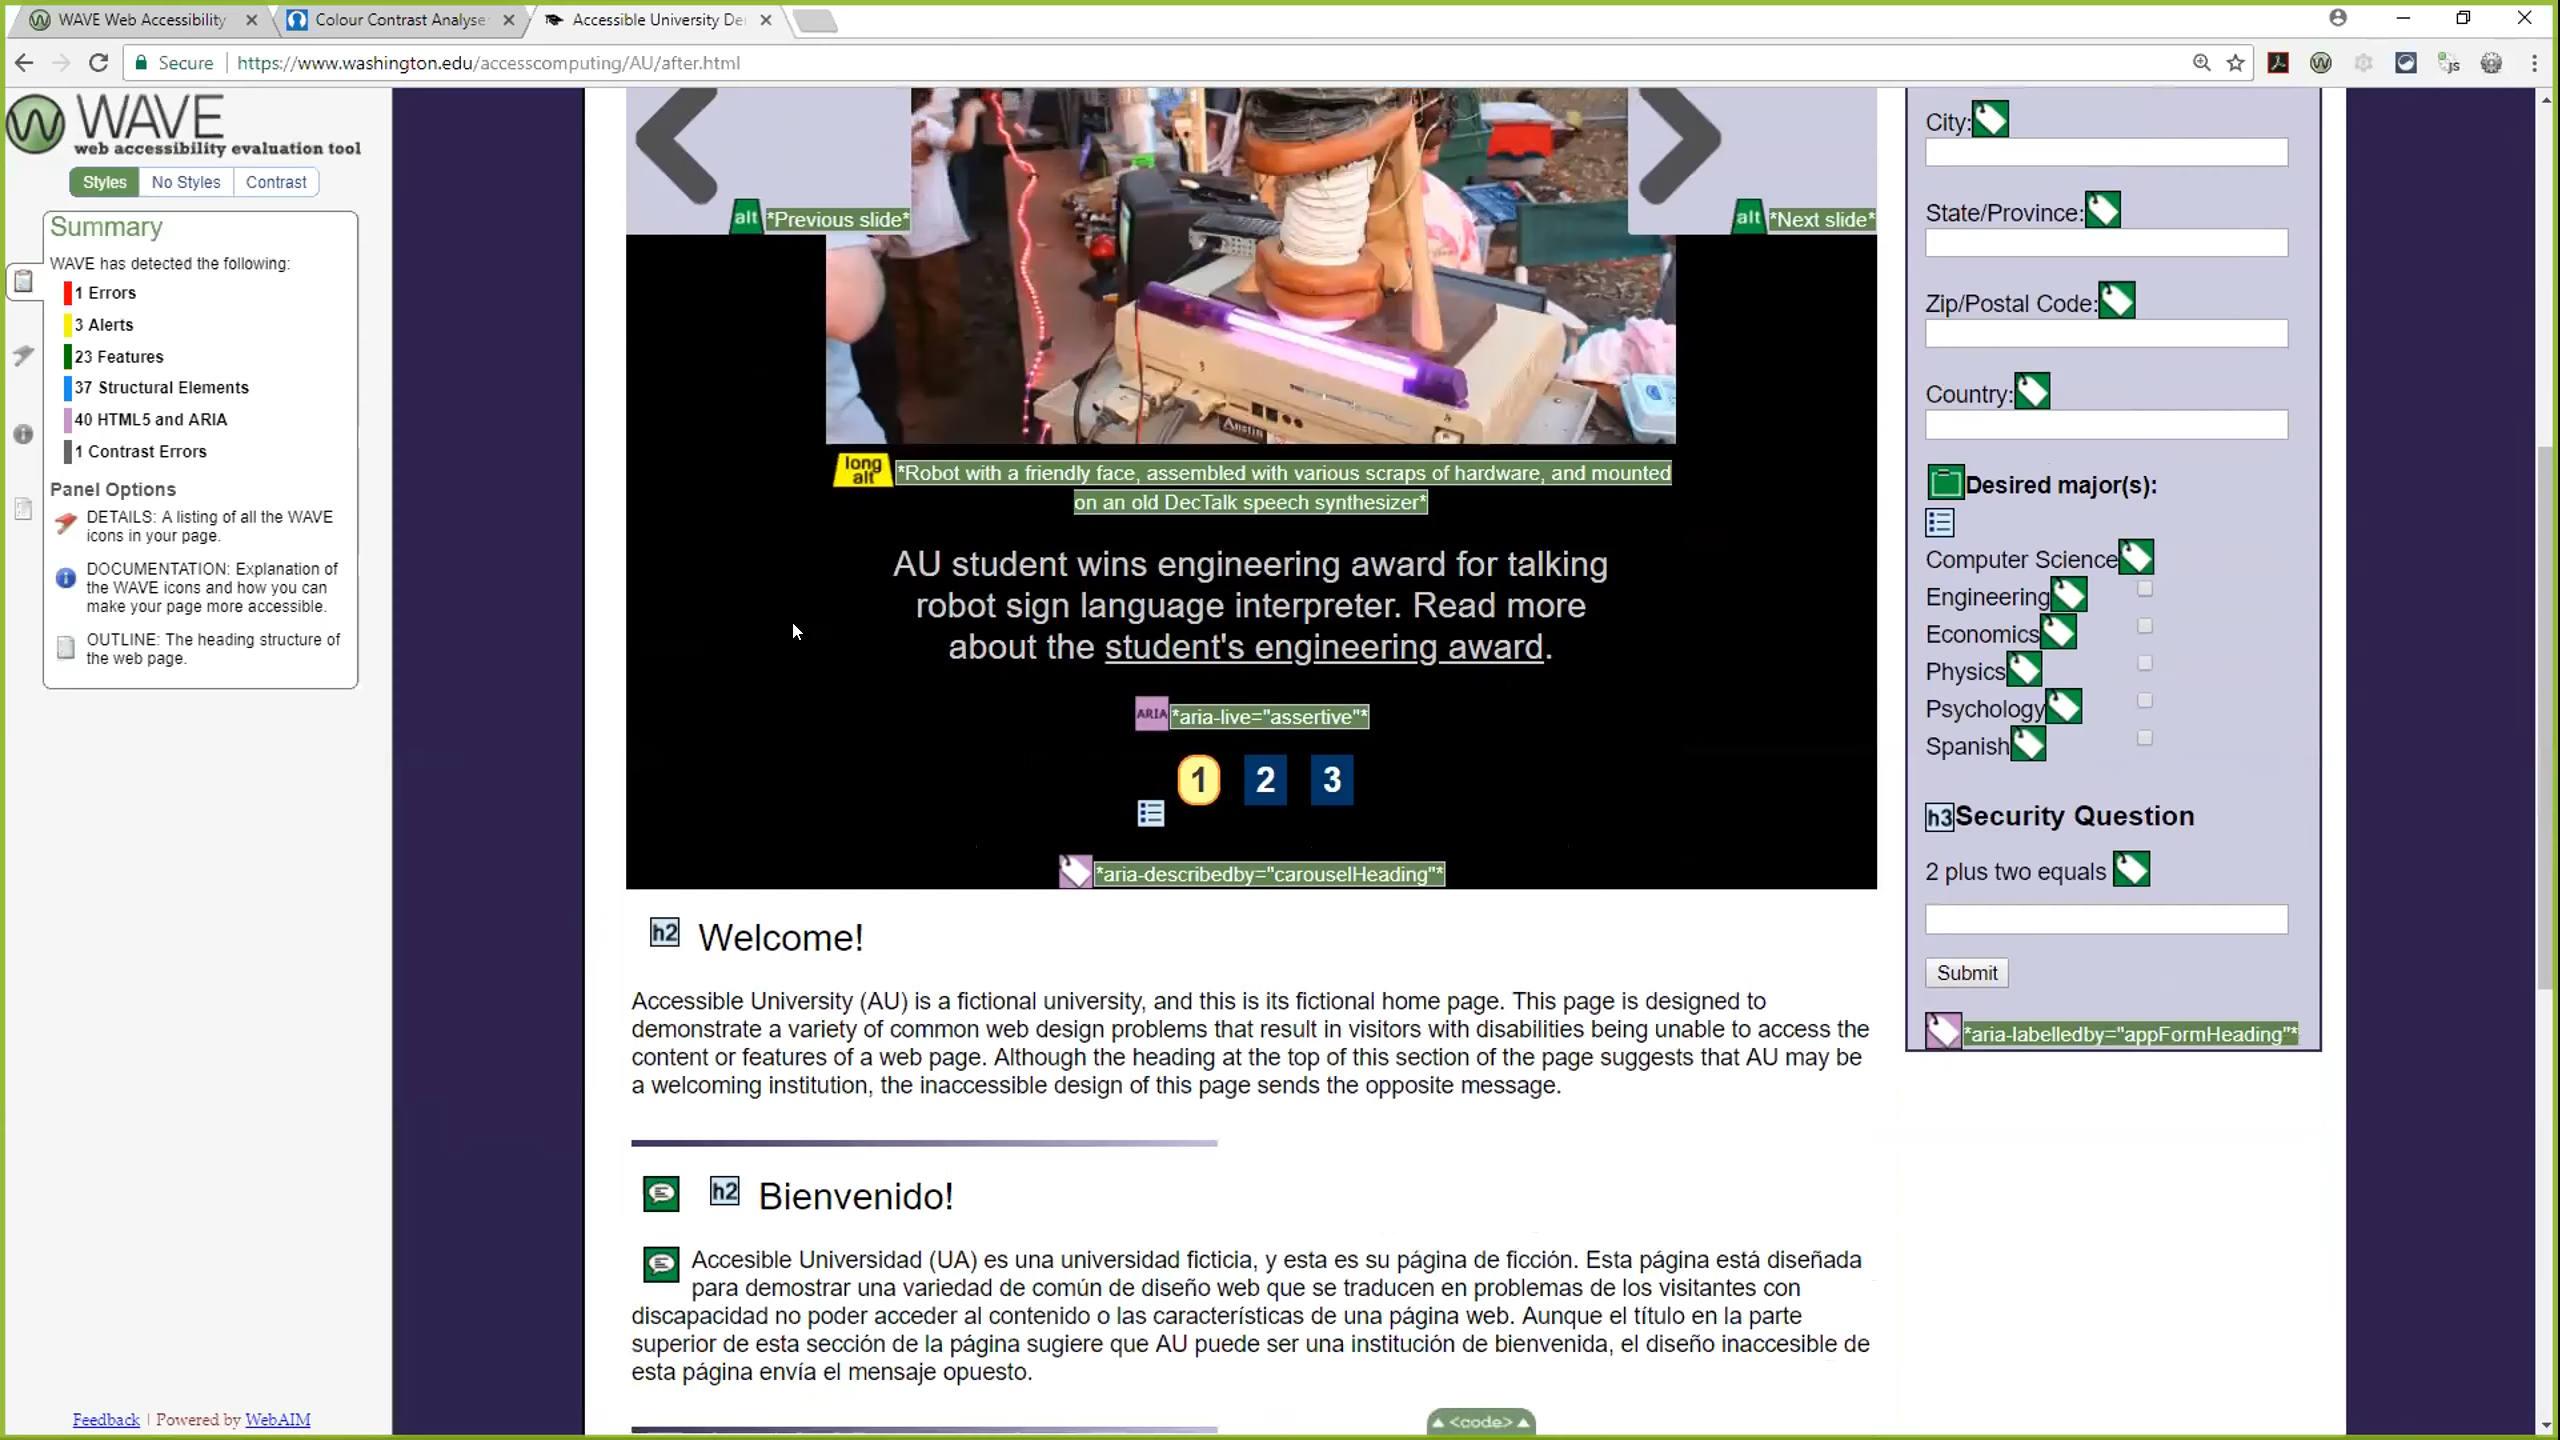 WAVE Web Accessibility
Colour Contrast Analyse
Accessible University De
Secure
https://www.washington.edu/accesscomputing/AU/after.html
WAVE
web accessibility evaluation tool
Styles
No Styles
Contrast
Summary
WAVE has detected the following:
1 Errors
3 Alerts
23 Features
37 Structural Elements
40 HTML5 and ARIA
1 Contrast Errors
Panel Options
DETAILS: A listing of all the WAVE
icons in your page.
DOCUMENTATION: Explanation of
the WAVE icons and how you can
make your page more accessible.
OUTLINE: The heading structure of
the web page.
Feedback | Powered by WebAIM
alt *Previous slide*
alt *Next slide*
Austin
long
alt
*Robot with a friendly face, assembled with various scraps of hardware, and mounted
on an old DecTalk speech synthesizer*
AU student wins engineering award for talking
robot sign language interpreter. Read more
about the student's engineering award.
ARIA *aria-live="assertive"*
1 2 3
*aria-describedby="carouselHeading"*
h2 Welcome!
Accessible University (AU) is a fictional university, and this is its fictional home page. This page is designed to
demonstrate a variety of common web design problems that result in visitors with disabilities being unable to access the
content or features of a web page. Although the heading at the top of this section of the page suggests that AU may be
a welcoming institution, the inaccessible design of this page sends the opposite message.
h2 Bienvenido!
Accesible Universidad (UA) es una universidad ficticia, y esta es su página de ficción. Esta página está diseñada
para demostrar una variedad de común de diseño web que se traducen en problemas de los visitantes con
discapacidad no poder acceder al contenido o las características de una página web. Aunque el título en la parte
superior de esta sección de la página sugiere que AU puede ser una institución de bienvenida, el diseño inaccesible de
esta página envía el mensaje opuesto.
<code>
City:
State/Province:
Zip/Postal Code:
Country:
Desired major(s):
Computer Science
Engineering
Economics
Physics
Psychology
Spanish
h3 Security Question
2 plus two equals
Submit
*aria-labelledby="appFormHeading"*